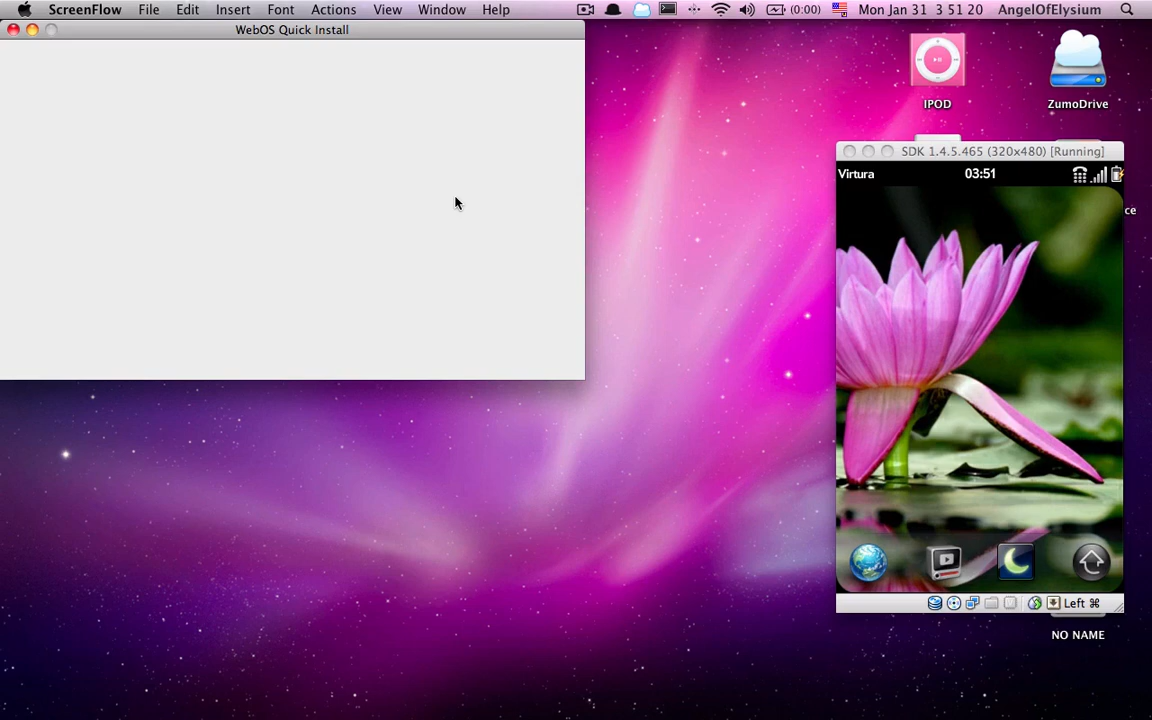 ScreenFlow File Edit Insert Font Actions View Window Help (0:00) Mon Jan 31 3 51 20 AngelOfElysium
WebOS Quick Install
IPOD
ZumoDrive
SDK 1.4.5.465 (320x480) [Running]
Virtura 03:51
ce
Left ⌘
NO NAME